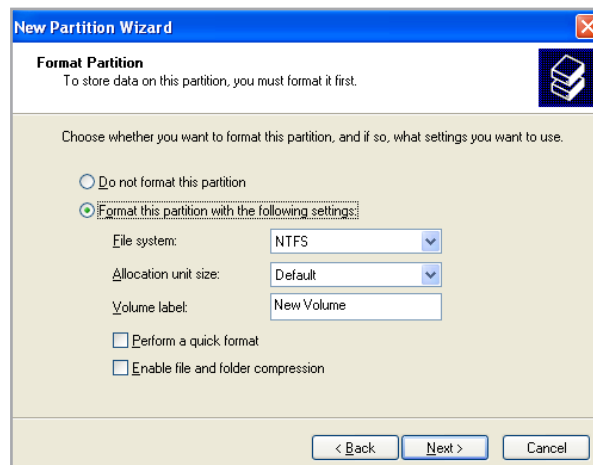 New Partition Wizard
Format Partition
To store data on this partition, you must format it first.
Choose whether you want to format this partition, and if so, what settings you want to use.
Do not format this partition
Format this partition with the following settings:
File system: NTFS
Allocation unit size: Default
Volume label: New Volume
Perform a quick format
Enable file and folder compression
< Back Next > Cancel